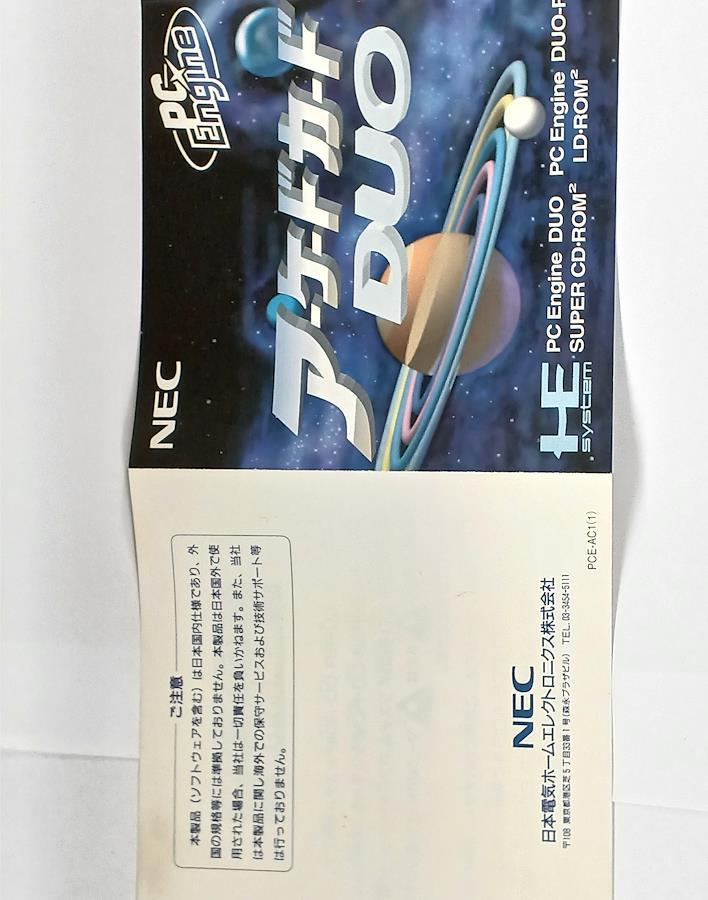 NEC
PC Engine
アーケードカード
DUO
HE system
PC Engine DUO PC Engine DUO-R
SUPER CD-ROM² LD-ROM²
ご注意
本製品（ソフトウェアを含む）は日本国内仕様であり、外
国の規格等には準拠しておりません。本製品は日本国外で使
用された場合、当社は一切責任を負いかねます。また、当社
は本製品に関し海外での保守サービスおよび技術サポート等
は行っておりません。
NEC
日本電気ホームエレクトロニクス株式会社
〒108 東京都港区芝5丁目33番1号(森永プラザビル) TEL. 03-3454-5111
PCE-AC1(1)